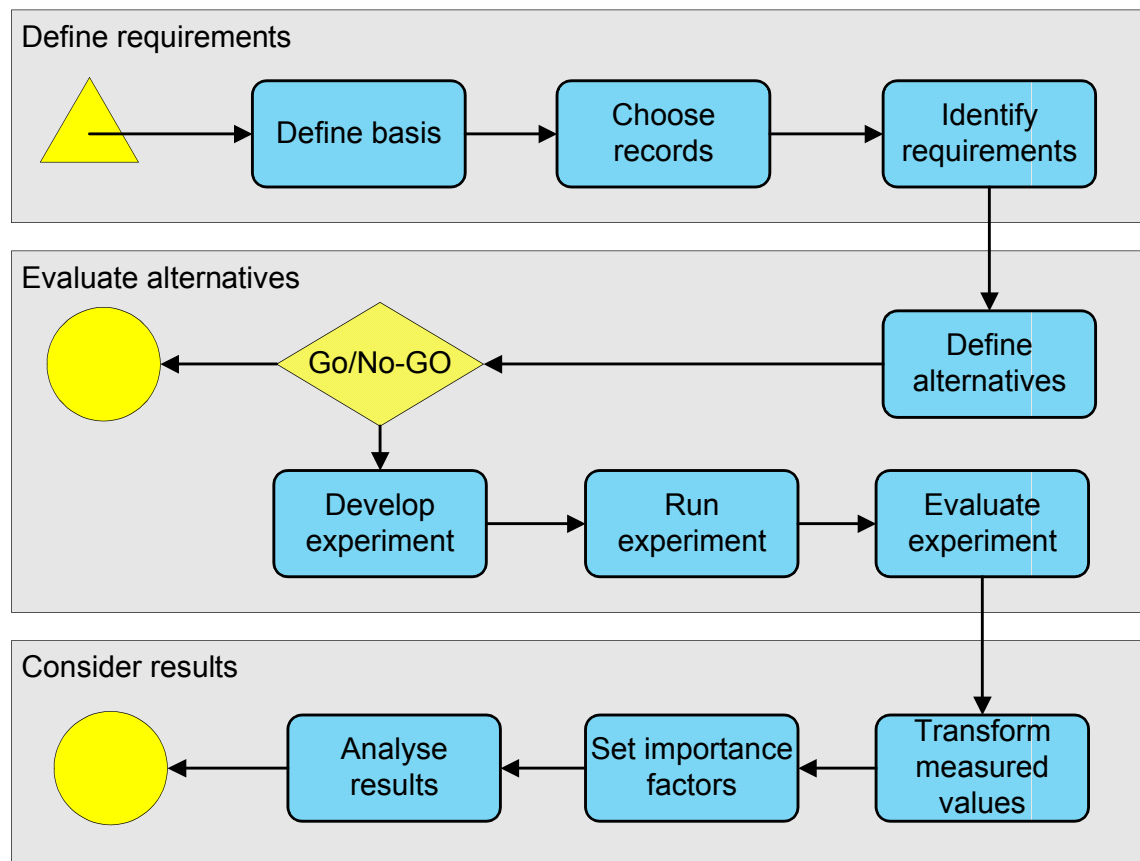 Define requirements
Define basis
Choose
records
Identify
requirements
Evaluate alternatives
Go/No-GO
Define
alternatives
Develop
experiment
Run
experiment
Evaluate
experiment
Consider results
Analyse
results
Set importance
factors
Transform
measured
values